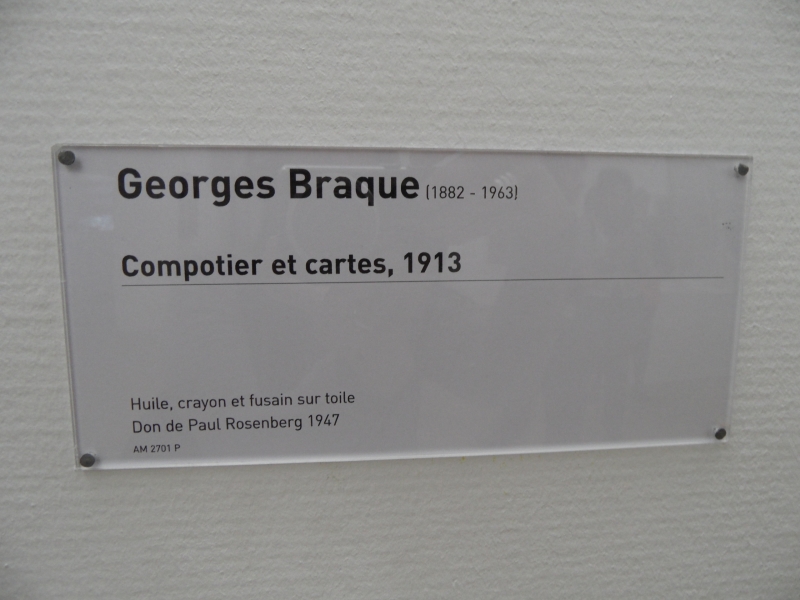 Georges Braque (1882 - 1963)
Compotier et cartes, 1913
Huile, crayon et fusain sur toile
Don de Paul Rosenberg 1947
AM 2701 P